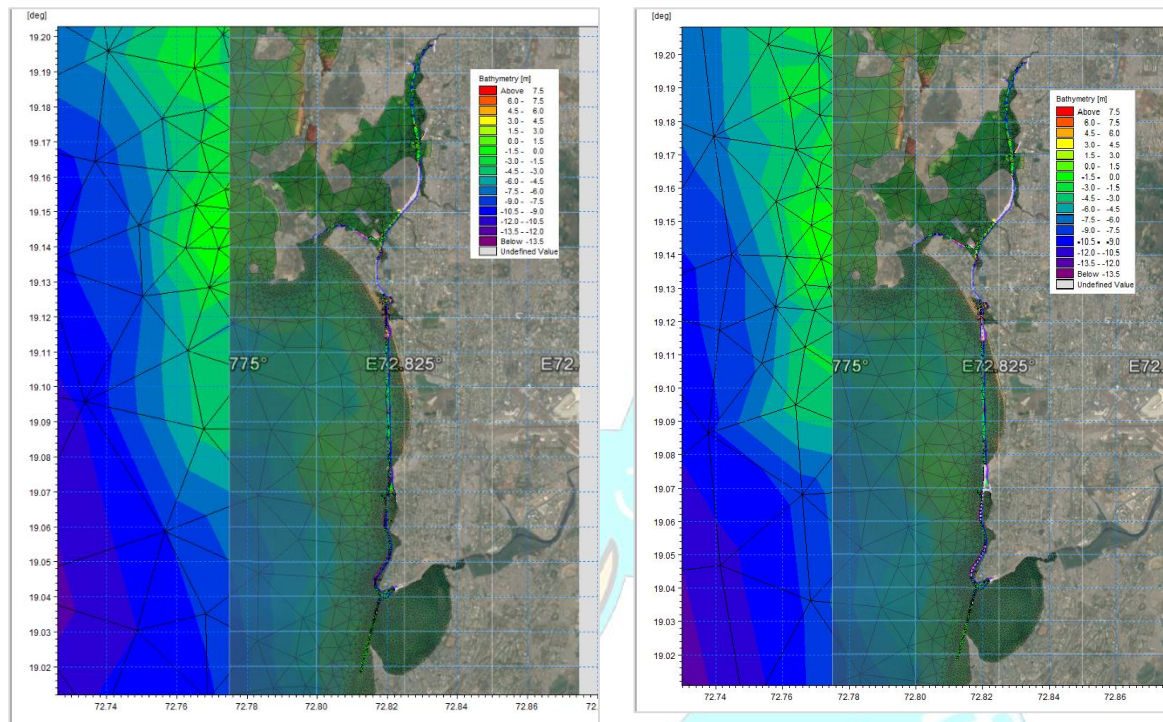 [deg]
19.20
19.19
19.18
19.17
19.16
19.15
19.14
19.13
19.12
19.11
19.10
19.09
19.08
19.07
19.06
19.05
19.04
19.03
19.02
Bathymetry [m]
Above 7.5
6.0 - 7.5
4.5 - 6.0
3.0 - 4.5
1.5 - 3.0
0.0 - 1.5
-1.5 - 0.0
-3.0 - -1.5
-4.5 - -3.0
-6.0 - -4.5
-7.5 - -6.0
-9.0 - -7.5
-10.5 - -9.0
-12.0 - -10.5
-13.5 - -12.0
Below -13.5
Undefined Value
775°
E72.825°
E72.
72.74
72.76
72.78
72.80
72.82
72.84
72.86
72.
[deg]
19.20
19.19
19.18
19.17
19.16
19.15
19.14
19.13
19.12
19.11
19.10
19.09
19.08
19.07
19.06
19.05
19.04
19.03
19.02
Bathymetry [m]
Above 7.5
6.0 - 7.5
4.5 - 6.0
3.0 - 4.5
1.5 - 3.0
0.0 - 1.5
-1.5 - 0.0
-3.0 - -1.5
-4.5 - -3.0
-6.0 - -4.5
-7.5 - -6.0
-9.0 - -7.5
-10.5 - -9.0
-12.0 - -10.5
-13.5 - -12.0
Below -13.5
Undefined Value
775°
E72.825°
E72.
72.74
72.76
72.78
72.80
72.82
72.84
72.86